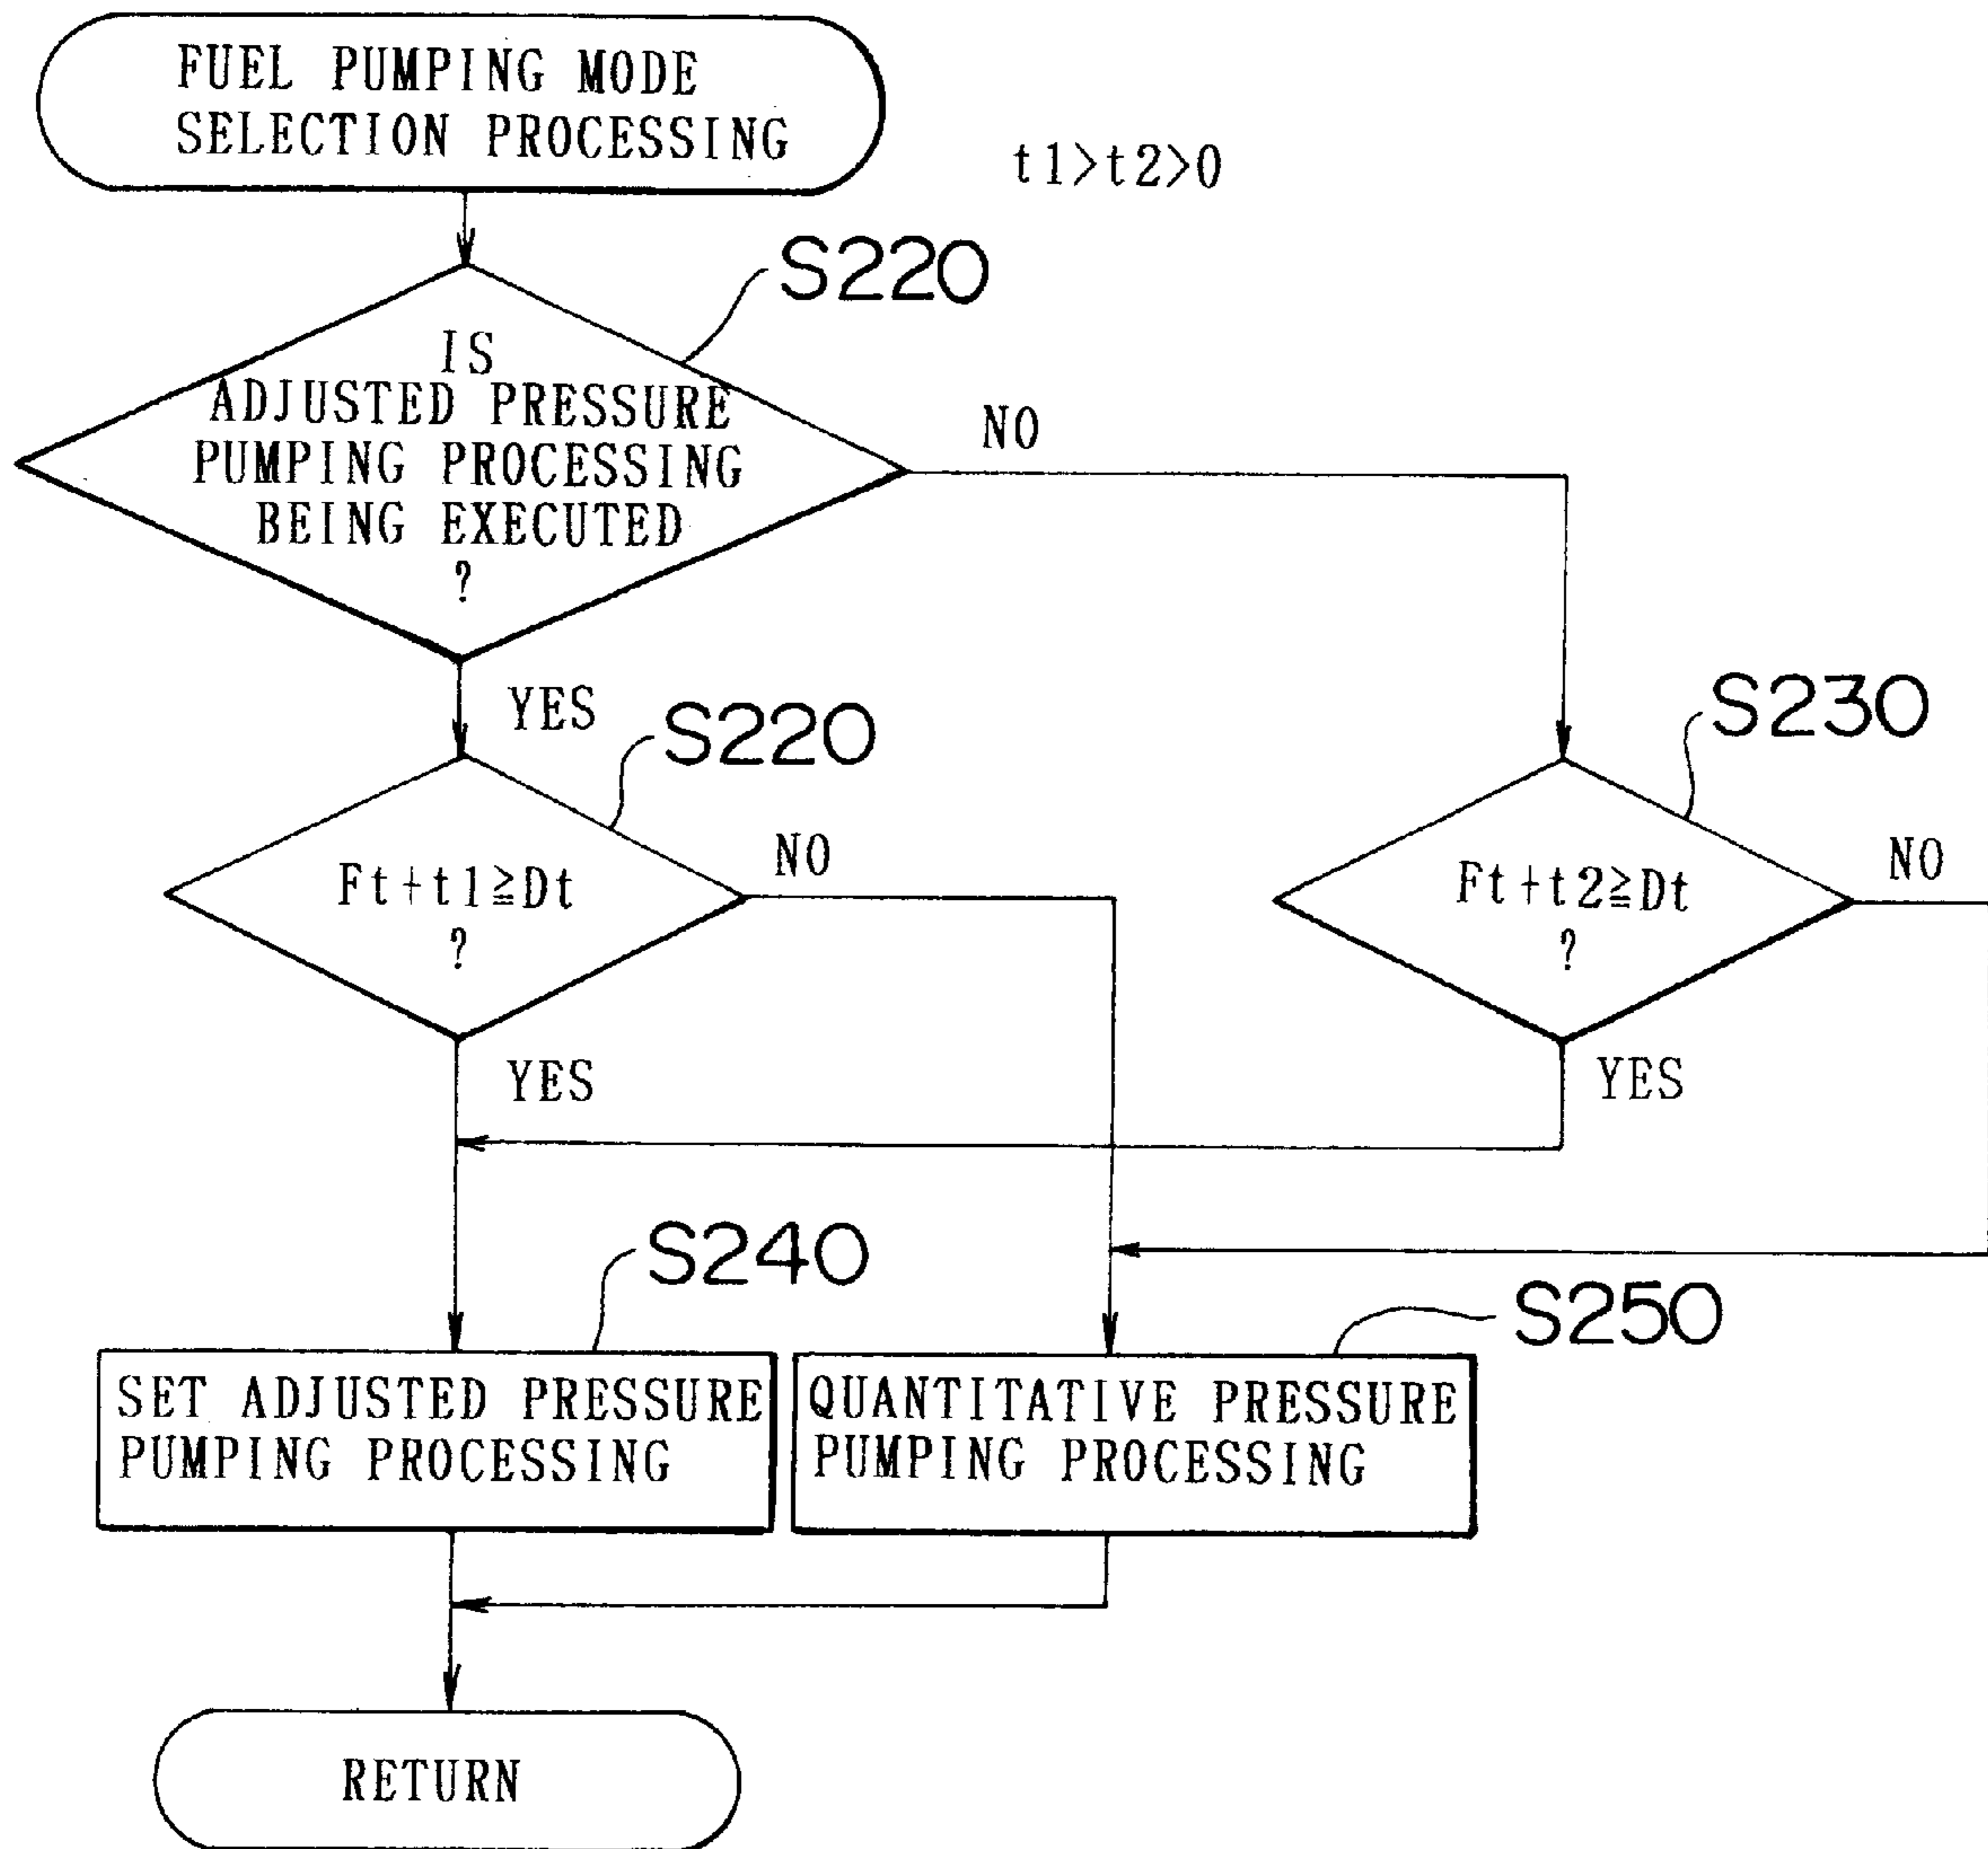 FUEL PUMPING MODE
SELECTION PROCESSING
t1>t2>0
S220
IS
ADJUSTED PRESSURE
PUMPING PROCESSING
BEING EXECUTED
?
NO
YES
S220
S230
Ft+t1≧Dt
?
NO
Ft+t2≧Dt
?
NO
YES
YES
S240
S250
SET ADJUSTED PRESSURE
PUMPING PROCESSING
QUANTITATIVE PRESSURE
PUMPING PROCESSING
RETURN